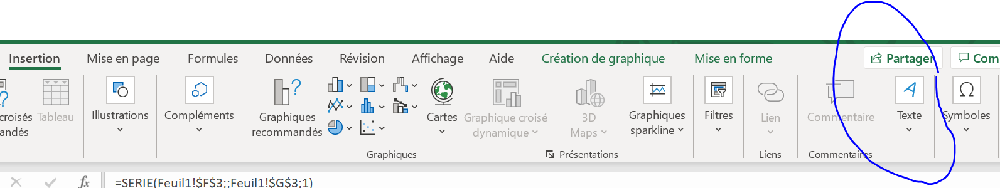 Insertion Mise en page Formules Données Révision Affichage Aide Création de graphique Mise en forme Partager Com
croisés Tableau Illustrations Compléments Graphiques Cartes Graphique croisé 3D Graphiques Filtres Lien Commentaire Texte Symboles
andés recommandés dynamique Maps sparkline
Graphiques Présentations Liens Commentaires
fx =SERIE(Feuil1!$F$3;;Feuil1!$G$3;1)